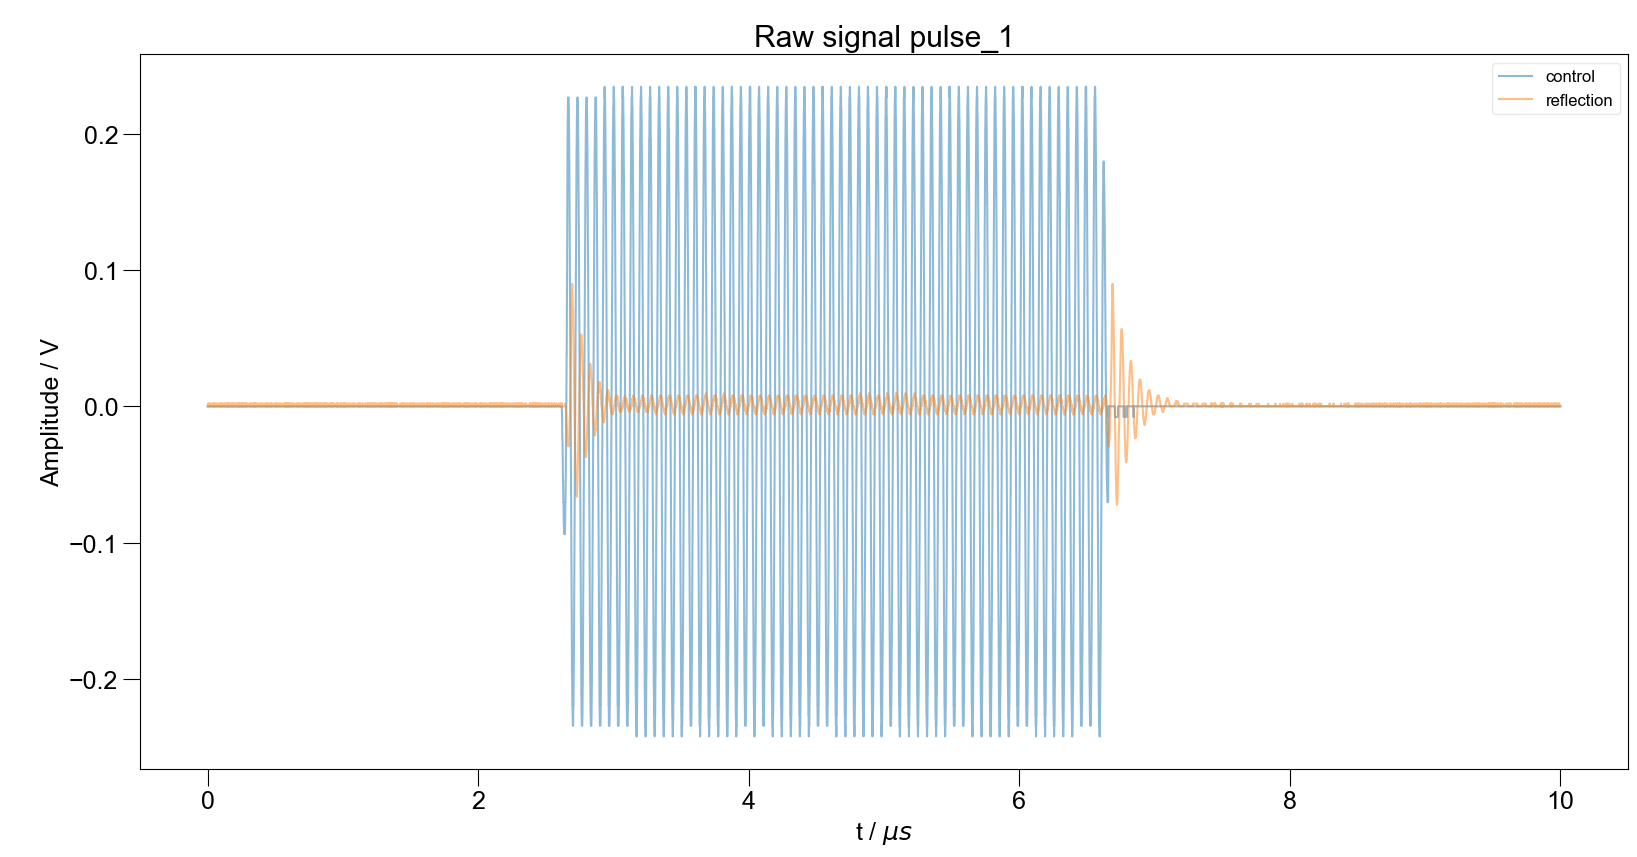 Raw signal pulse_1
control
reflection
0.2
0.1
0.0
−0.1
−0.2
Amplitude / V
0 2 4 6 8 10
t / μs